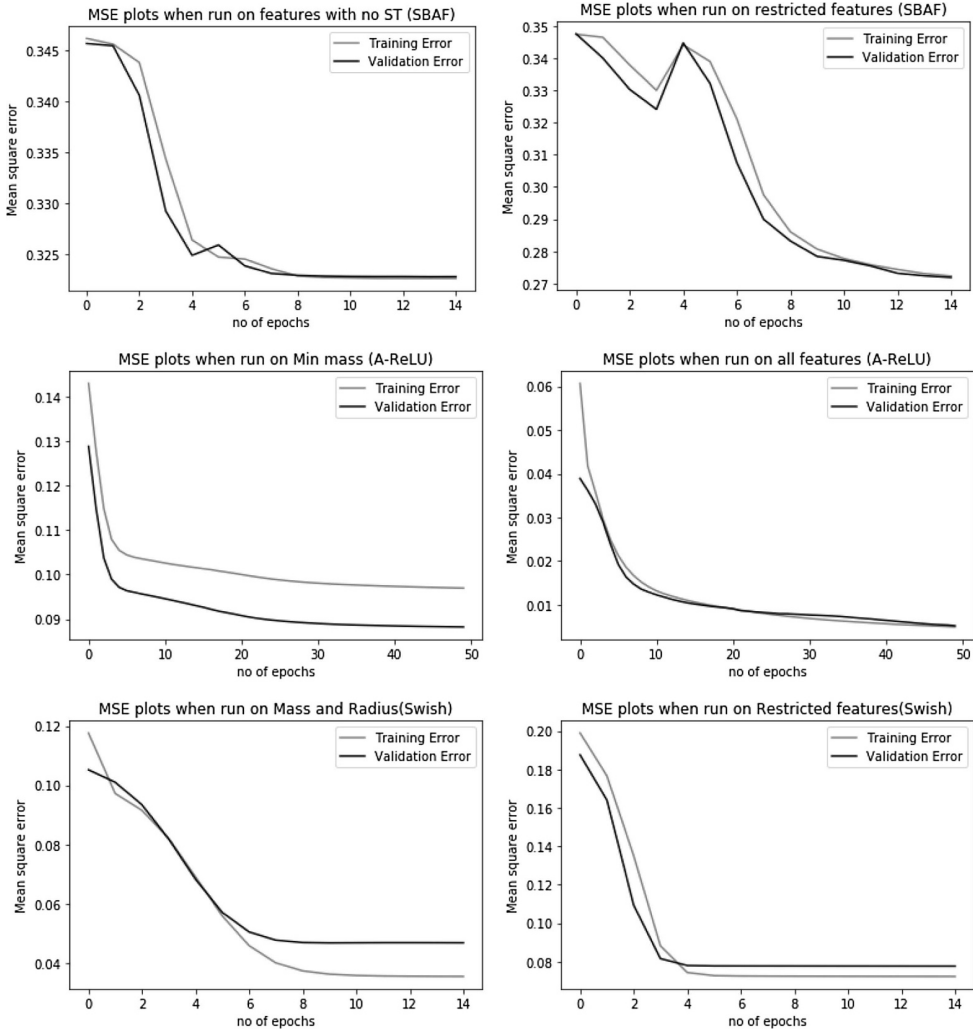 MSE plots when run on features with no ST (SBAF)
Training Error
Validation Error
Mean square error
0.345
0.340
0.335
0.330
0.325
0 2 4 6 8 10 12 14
no of epochs
MSE plots when run on restricted features (SBAF)
Training Error
Validation Error
Mean square error
0.35
0.34
0.33
0.32
0.31
0.30
0.29
0.28
0.27
0 2 4 6 8 10 12 14
no of epochs
MSE plots when run on Min mass (A-ReLU)
Training Error
Validation Error
Mean square error
0.14
0.13
0.12
0.11
0.10
0.09
0 10 20 30 40 50
no of epochs
MSE plots when run on all features (A-ReLU)
Training Error
Validation Error
Mean square error
0.06
0.05
0.04
0.03
0.02
0.01
0 10 20 30 40 50
no of epochs
MSE plots when run on Mass and Radius(Swish)
Training Error
Validation Error
Mean square error
0.12
0.10
0.08
0.06
0.04
0 2 4 6 8 10 12 14
no of epochs
MSE plots when run on Restricted features(Swish)
Training Error
Validation Error
Mean square error
0.20
0.18
0.16
0.14
0.12
0.10
0.08
0 2 4 6 8 10 12 14
no of epochs